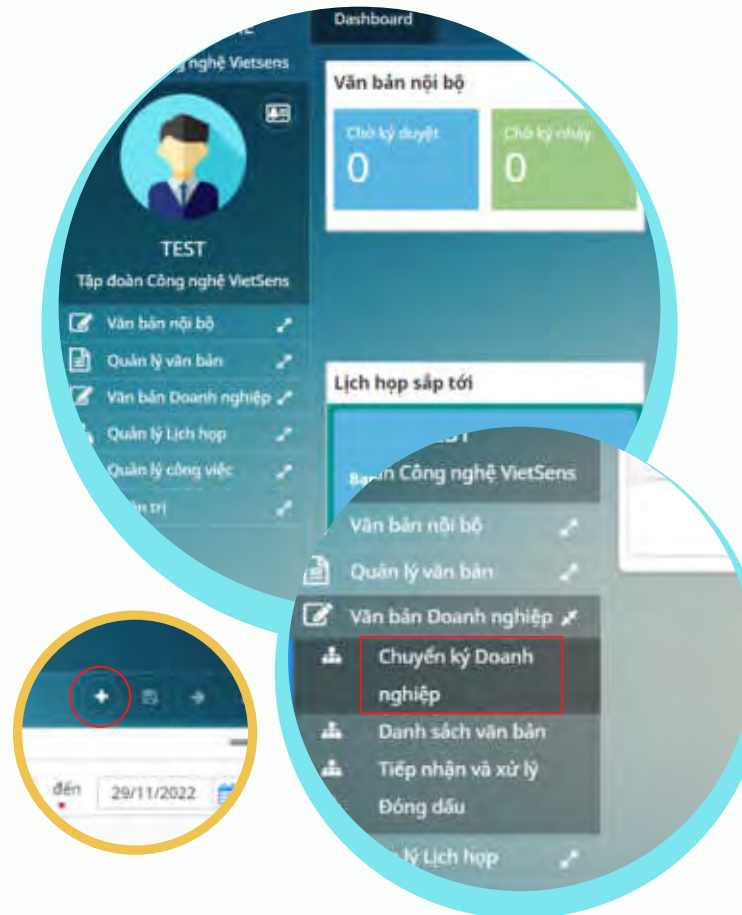 Dashboard
nghệ Vietsens
Văn bản nội bộ
Chờ ký duyệt
0
Chờ ký nháy
0
TEST
Tập đoàn Công nghệ VietSens
Văn bản nội bộ
Quản lý văn bản
Văn bản Doanh nghiệp
Quản lý Lịch họp
Quản lý công việc
trị
Lịch họp sắp tới
Công nghệ VietSens
Văn bản nội bộ
Quản lý văn bản
Văn bản Doanh nghiệp
Chuyển ký Doanh
nghiệp
Danh sách văn bản
Tiếp nhận và xử lý
Đóng dấu
lý Lịch họp
đến
29/11/2022